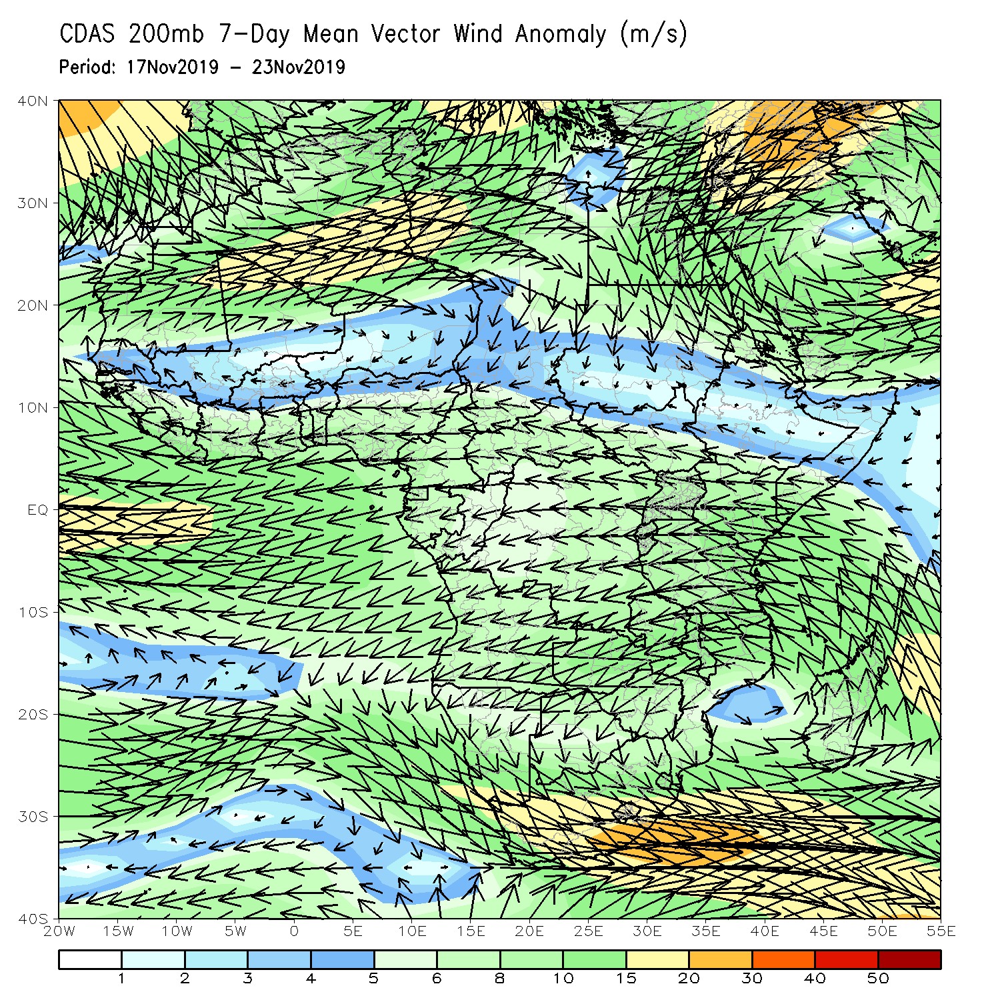 CDAS 200mb 7-Day Mean Vector Wind Anomaly (m/s)
Period: 17Nov2019 - 23Nov2019
40N
30N
20N
10N
EQ
10S
20S
30S
40S
20W 15W 10W 5W 0 5E 10E 15E 20E 25E 30E 35E 40E 45E 50E 55E
1 2 3 4 5 6 8 10 15 20 30 40 50